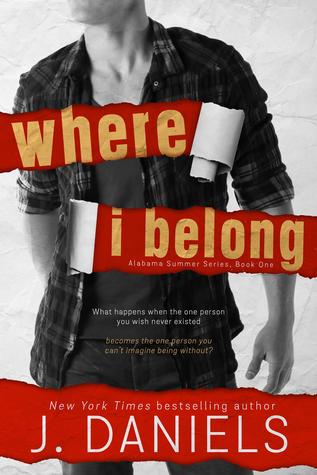 where
i belong
Alabama Summer Series, Book One
What happens when the one person
you wish never existed
becomes the one person you
can't imagine being without?
New York Times bestselling author
J. DANIELS